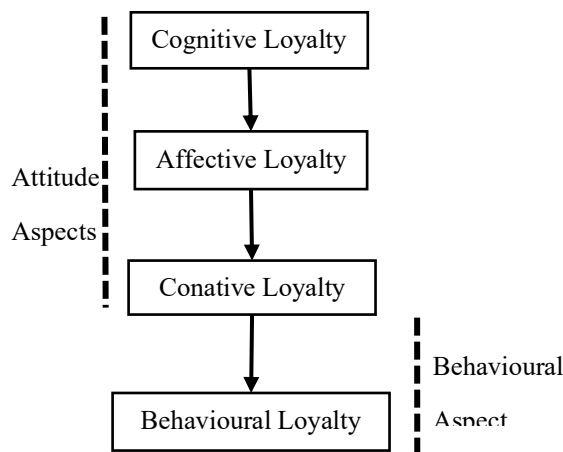 Cognitive Loyalty
Affective Loyalty
Attitude
Aspects
Conative Loyalty
Behavioural
Behavioural Loyalty
Aspect